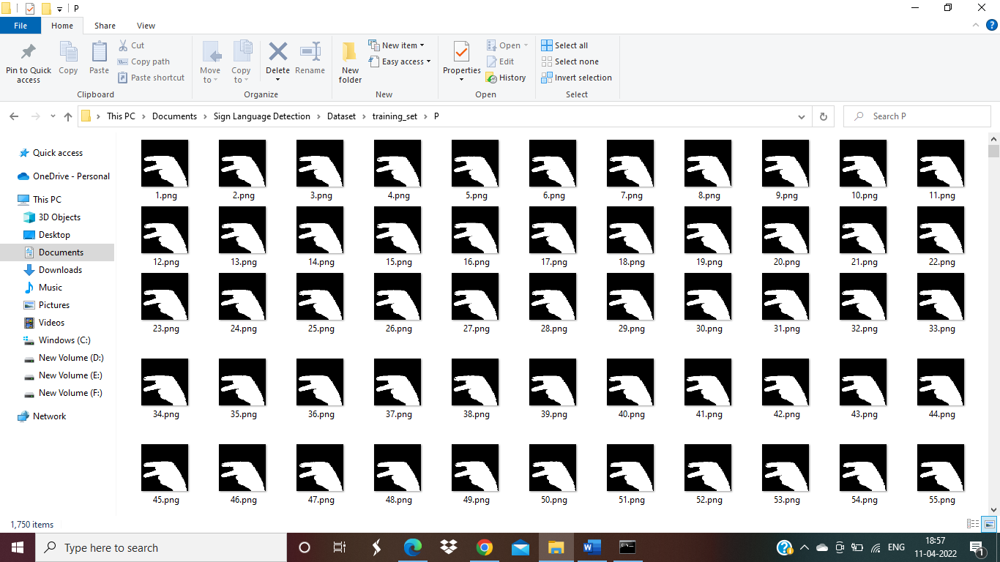 P
File Home Share View
Pin to Quick access
Copy
Paste
Cut
Copy path
Paste shortcut
Clipboard
Move to
Copy to
Delete
Rename
Organize
New folder
New item
Easy access
New
Properties
Open
Edit
History
Open
Select all
Select none
Invert selection
Select
This PC > Documents > Sign Language Detection > Dataset > training_set > P
Search P
Quick access
OneDrive - Personal
This PC
3D Objects
Desktop
Documents
Downloads
Music
Pictures
Videos
Windows (C:)
New Volume (D:)
New Volume (E:)
New Volume (F:)
Network
1.png 2.png 3.png 4.png 5.png 6.png 7.png 8.png 9.png 10.png 11.png
12.png 13.png 14.png 15.png 16.png 17.png 18.png 19.png 20.png 21.png 22.png
23.png 24.png 25.png 26.png 27.png 28.png 29.png 30.png 31.png 32.png 33.png
34.png 35.png 36.png 37.png 38.png 39.png 40.png 41.png 42.png 43.png 44.png
45.png 46.png 47.png 48.png 49.png 50.png 51.png 52.png 53.png 54.png 55.png
1,750 items
Type here to search
ENG
18:57
11-04-2022
1